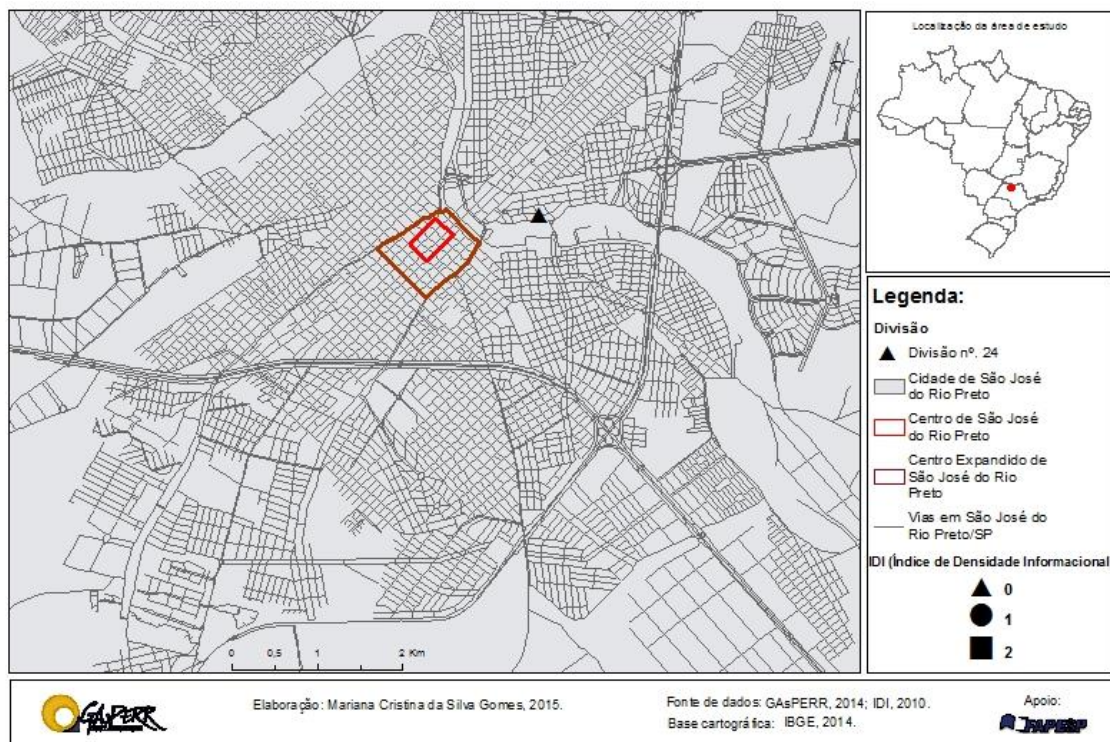 Localização da área de estudo
Legenda:
Divisão
Divisão nº. 24
Cidade de São José
do Rio Preto
Centro de São José
do Rio Preto
Centro Expandido de
São José do Rio
Preto
Vias em São José do
Rio Preto/SP
IDI (Índice de Densidade Informacional
0
1
2
0 0,5 1 2 Km
GAsPERR
Elaboração: Mariana Cristina da Silva Gomes, 2015.
Fonte de dados: GAsPERR, 2014; IDI, 2010.
Base cartográfica: IBGE, 2014.
Apoio:
FAPESP